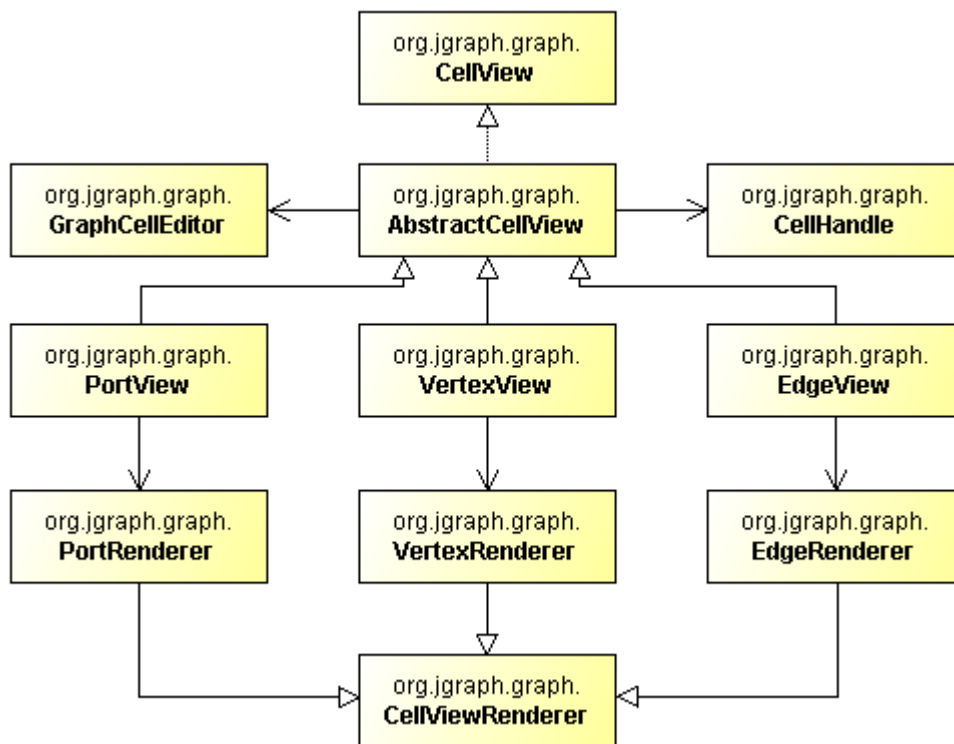 org.jgraph.graph.
CellView
org.jgraph.graph.
GraphCellEditor
org.jgraph.graph.
AbstractCellView
org.jgraph.graph.
CellHandle
org.jgraph.graph.
PortView
org.jgraph.graph.
VertexView
org.jgraph.graph.
EdgeView
org.jgraph.graph.
PortRenderer
org.jgraph.graph.
VertexRenderer
org.jgraph.graph.
EdgeRenderer
org.jgraph.graph.
CellViewRenderer